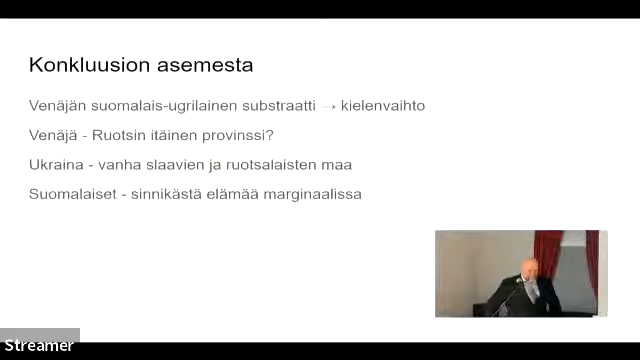 Konkluusion asemesta
Venäjän suomalais-ugrilainen substraatti → kielenvaihto
Venäjä - Ruotsin itäinen provinssi?
Ukraina - vanha slaavien ja ruotsalaisten maa
Suomalaiset - sinnikästä elämää marginaalissa
Streamer